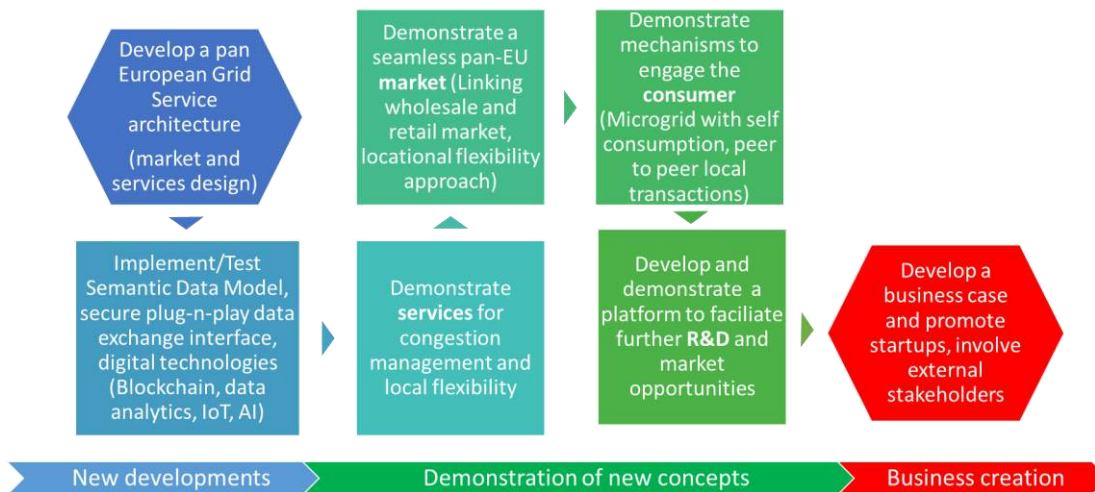 Develop a pan
European Grid
Service
architecture
(market and
services design)
Implement/Test
Semantic Data Model,
secure plug-n-play data
exchange interface,
digital technologies
(Blockchain, data
analytics, IoT, AI)
Demonstrate
services for
congestion
management and
local flexibility
Demonstrate a
seamless pan-EU
market (Linking
wholesale and
retail market,
locational flexibility
approach)
Demonstrate
mechanisms to
engage the
consumer
(Microgrid with self
consumption, peer
to peer local
transactions)
Develop and
demonstrate a
platform to faciliate
further R&D and
market
opportunities
Develop a
business case
and promote
startups, involve
external
stakeholders
New developments
Demonstration of new concepts
Business creation